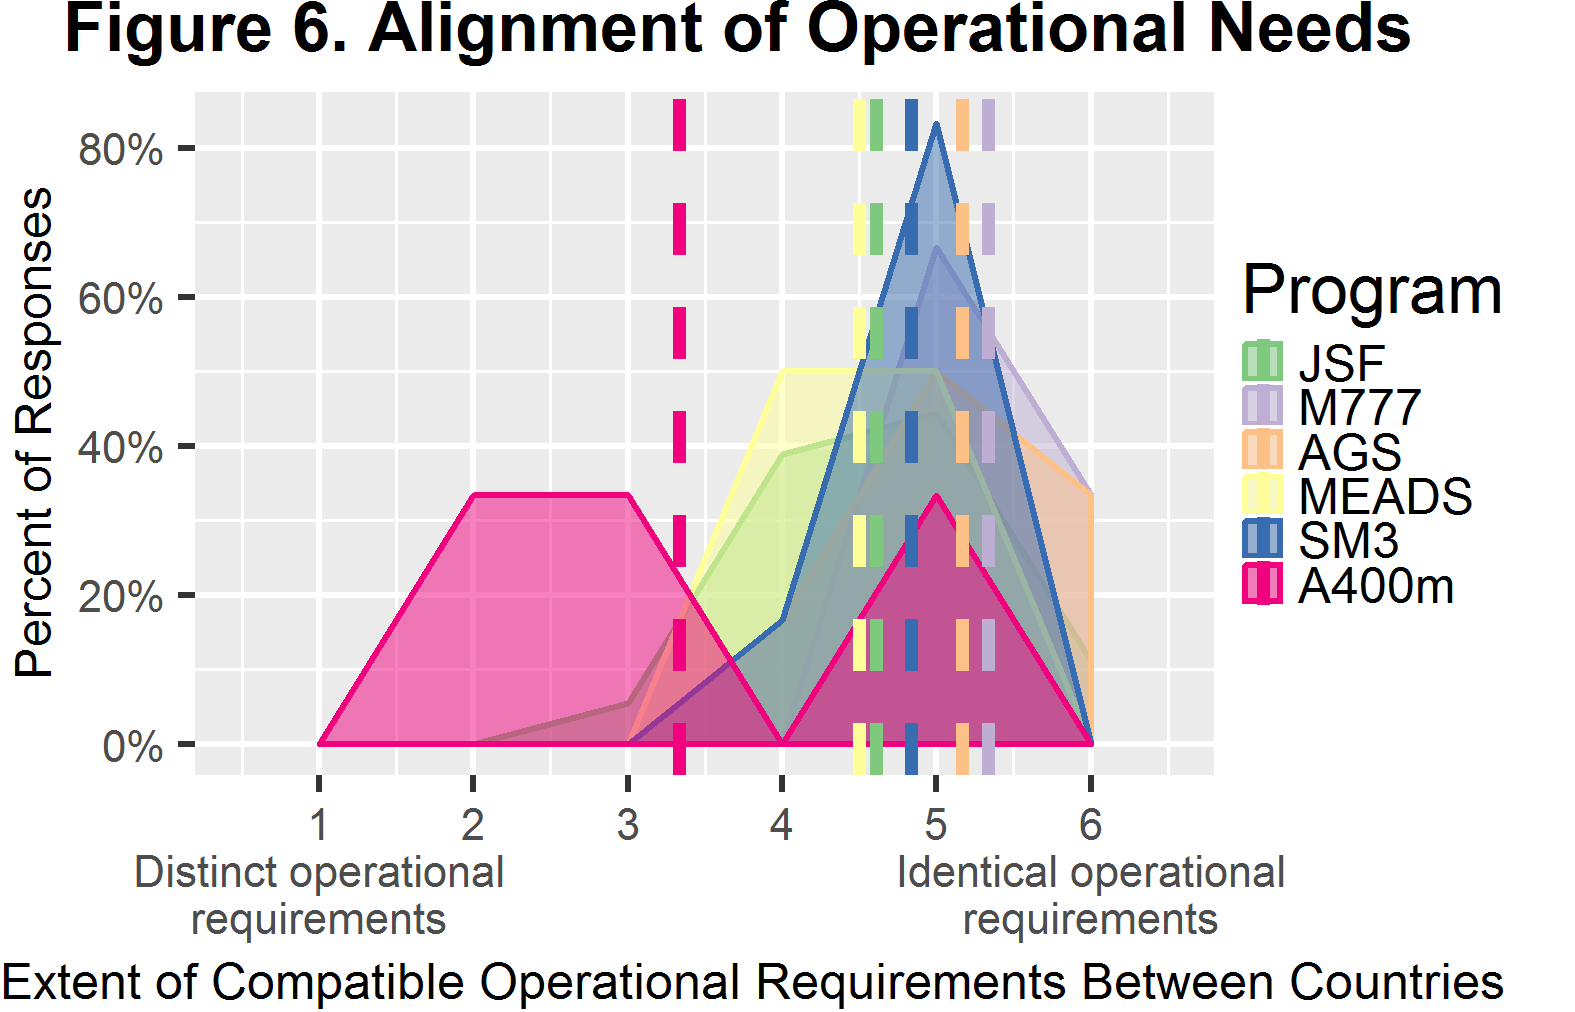 Figure 6. Alignment of Operational Needs
Percent of Responses
80%
60%
40%
20%
0%
1
2
3
4
5
6
Distinct operational
requirements
Identical operational
requirements
Extent of Compatible Operational Requirements Between Countries
Program
JSF
M777
AGS
MEADS
SM3
A400m